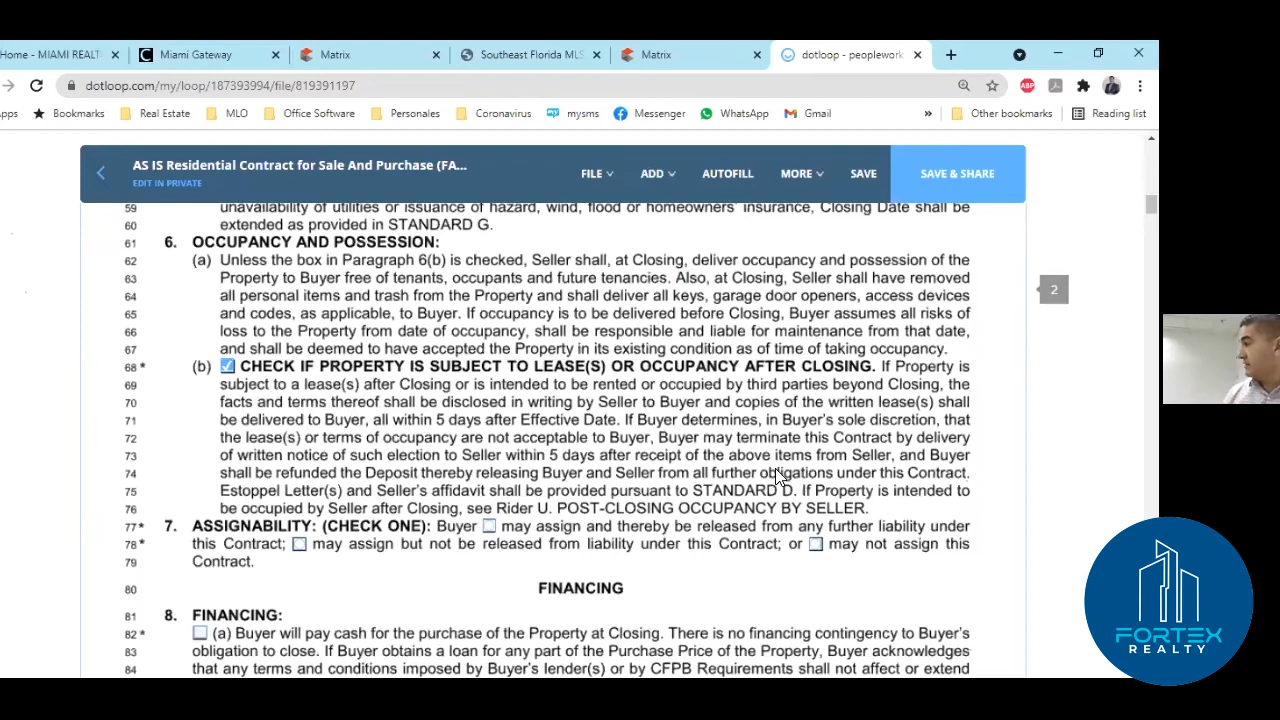 Home - MIAMI REALT
Miami Gateway
Matrix
Southeast Florida MLS
Matrix
dotloop - peoplework
dotloop.com/my/loop/187393994/file/819391197
ABP
pps
Bookmarks
Real Estate
MLO
Office Software
Personales
Coronavirus
mysms
Messenger
WhatsApp
Gmail
»
Other bookmarks
Reading list
AS IS Residential Contract for Sale And Purchase (FA...
EDIT IN PRIVATE
FILE
ADD
AUTOFILL
MORE
SAVE
SAVE & SHARE
59 unavailability of utilities or issuance of hazard, wind, flood or homeowners' insurance, Closing Date shall be
60 extended as provided in STANDARD G.
61 6. OCCUPANCY AND POSSESSION:
62 (a) Unless the box in Paragraph 6(b) is checked, Seller shall, at Closing, deliver occupancy and possession of the
63 Property to Buyer free of tenants, occupants and future tenancies. Also, at Closing, Seller shall have removed
64 all personal items and trash from the Property and shall deliver all keys, garage door openers, access devices
65 and codes, as applicable, to Buyer. If occupancy is to be delivered before Closing, Buyer assumes all risks of
66 loss to the Property from date of occupancy, shall be responsible and liable for maintenance from that date,
67 and shall be deemed to have accepted the Property in its existing condition as of time of taking occupancy.
68* (b) CHECK IF PROPERTY IS SUBJECT TO LEASE(S) OR OCCUPANCY AFTER CLOSING. If Property is
69 subject to a lease(s) after Closing or is intended to be rented or occupied by third parties beyond Closing, the
70 facts and terms thereof shall be disclosed in writing by Seller to Buyer and copies of the written lease(s) shall
71 be delivered to Buyer, all within 5 days after Effective Date. If Buyer determines, in Buyer's sole discretion, that
72 the lease(s) or terms of occupancy are not acceptable to Buyer, Buyer may terminate this Contract by delivery
73 of written notice of such election to Seller within 5 days after receipt of the above items from Seller, and Buyer
74 shall be refunded the Deposit thereby releasing Buyer and Seller from all further obligations under this Contract.
75 Estoppel Letter(s) and Seller's affidavit shall be provided pursuant to STANDARD D. If Property is intended to
76 be occupied by Seller after Closing, see Rider U. POST-CLOSING OCCUPANCY BY SELLER.
77* 7. ASSIGNABILITY: (CHECK ONE): Buyer may assign and thereby be released from any further liability under
78* this Contract; may assign but not be released from liability under this Contract; or may not assign this
79 Contract.
80 FINANCING
81 8. FINANCING:
82* (a) Buyer will pay cash for the purchase of the Property at Closing. There is no financing contingency to Buyer's
83 obligation to close. If Buyer obtains a loan for any part of the Purchase Price of the Property, Buyer acknowledges
84 that any terms and conditions imposed by Buyer's lender(s) or by CFPB Requirements shall not affect or extend
2
FORTEX
REALTY